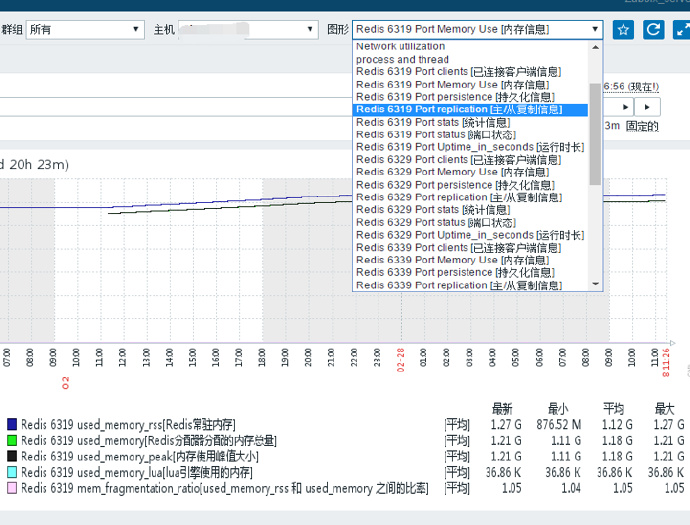 群组 所有 主机 图形 Redis 6319 Port Memory Use [内存信息]
Network utilization
process and thread
Redis 6319 Port clients [已连接客户端信息]
Redis 6319 Port Memory Use [内存信息]
Redis 6319 Port persistence [持久化信息]
Redis 6319 Port replication [主/从复制信息]
Redis 6319 Port stats [统计信息]
Redis 6319 Port status [端口状态]
Redis 6319 Port Uptime_in_seconds [运行时长]
Redis 6329 Port clients [已连接客户端信息]
Redis 6329 Port Memory Use [内存信息]
Redis 6329 Port persistence [持久化信息]
Redis 6329 Port replication [主/从复制信息]
Redis 6329 Port stats [统计信息]
Redis 6329 Port status [端口状态]
Redis 6329 Port Uptime_in_seconds [运行时长]
Redis 6339 Port clients [已连接客户端信息]
Redis 6339 Port Memory Use [内存信息]
Redis 6339 Port persistence [持久化信息]
Redis 6339 Port replication [主/从复制信息]
6:56 (现在!)
3m 固定的
d 20h 23m)
07:00 08:00 09:00 10:00 11:00 12:00 13:00 14:00 15:00 16:00 17:00 18:00 19:00 20:00 21:00 22:00 23:00 02-28 01:00 02:00 03:00 04:00 05:00 06:00 07:00 08:00 09:00 10:00 11:00 8 11:26
02
最新 最小 平均 最大
Redis 6319 used_memory_rss[Redis常驻内存] [平均] 1.27 G 876.52 M 1.12 G 1.27 G
Redis 6319 used_memory[Redis分配器分配的内存总量] [平均] 1.21 G 1.11 G 1.18 G 1.21 G
Redis 6319 used_memory_peak[内存使用峰值大小] [平均] 1.21 G 1.11 G 1.18 G 1.21 G
Redis 6319 used_memory_lua[lua引擎使用的内存] [平均] 36.86 K 36.86 K 36.86 K 36.86 K
Redis 6319 mem_fragmentation_ratio[used_memory_rss 和 used_memory 之间的比率] [平均] 1.05 1.04 1.05 1.05